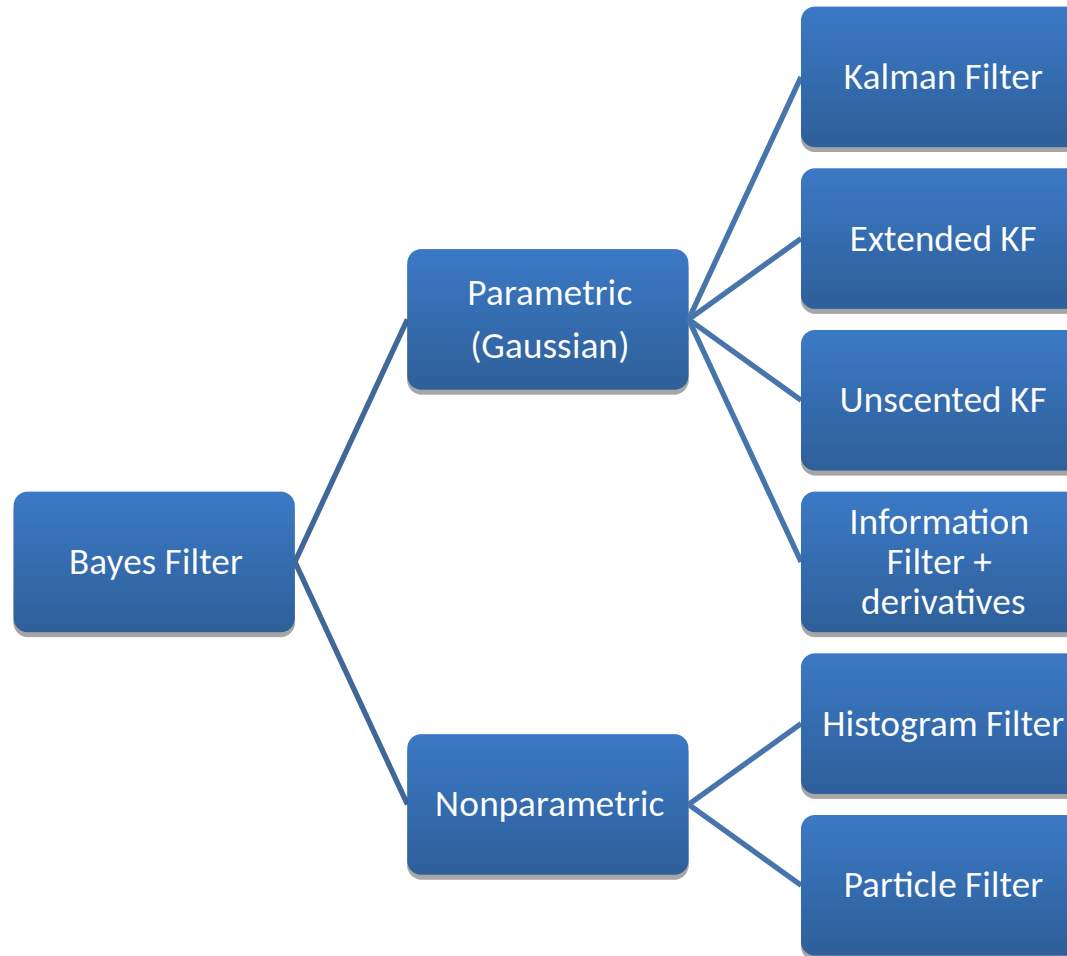 Kalman Filter
Extended KF
Parametric
(Gaussian)
Unscented KF
Bayes Filter
Information
Filter +
derivatives
Histogram Filter
Nonparametric
Particle Filter